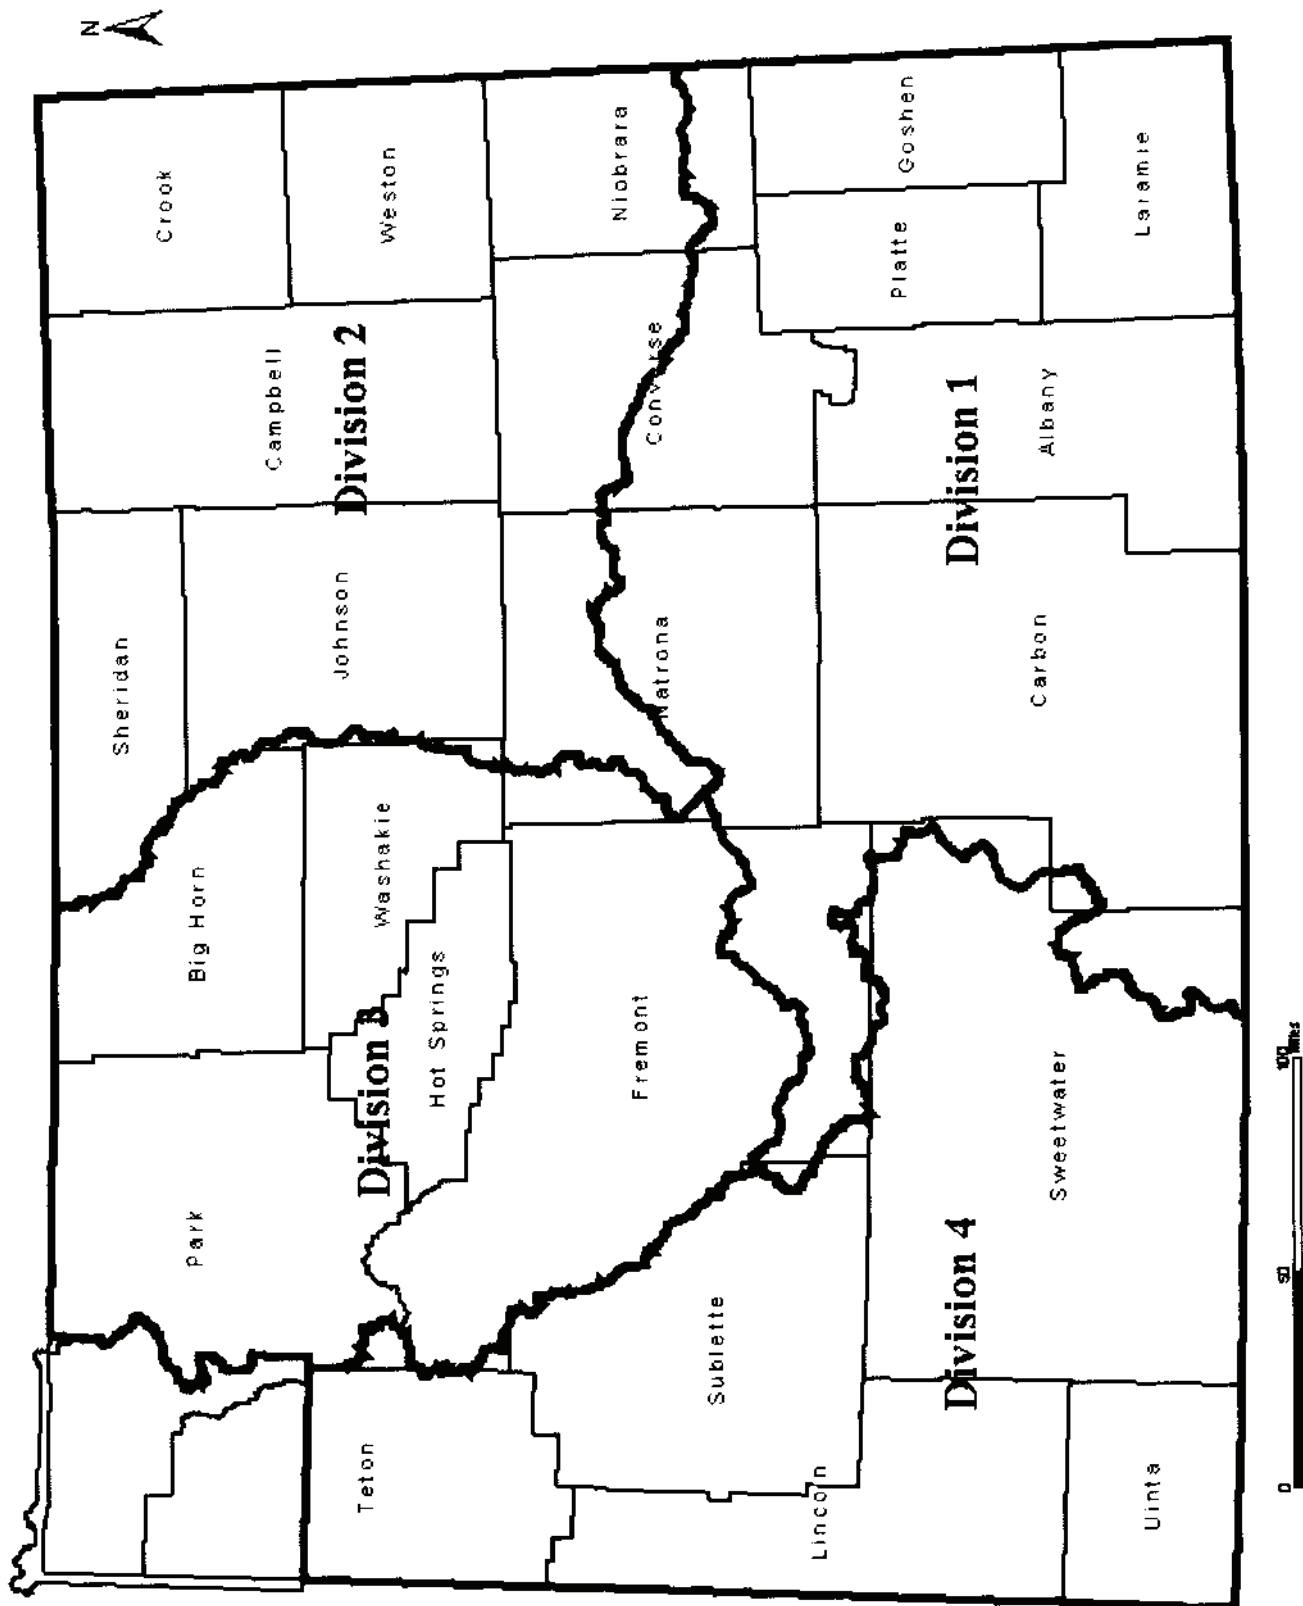 N
Sheridan
Crook
Park
Big Horn
Campbell
Johnson
Division 2
Teton
Division 3
Washakie
Weston
Hot Springs
Niobrara
Fremont
Natrona
Converse
Sublette
Lincoln
Platte
Goshen
Division 4
Division 1
Carbon
Albany
Sweetwater
Laramie
Uinta
0 50 100 Miles